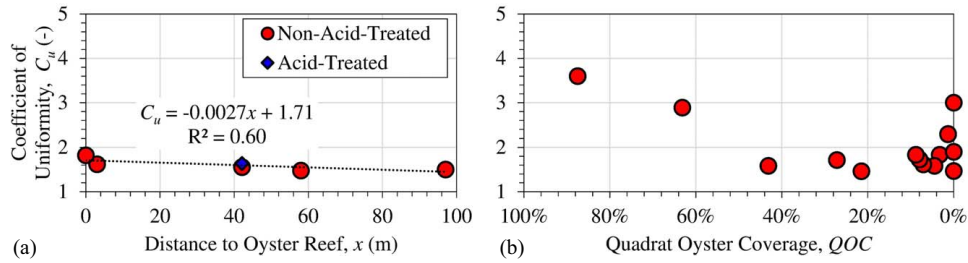 5
4
3
2
1
Coefficient of
Uniformity, Cᵤ (-)
Non-Acid-Treated
Acid-Treated
Cᵤ = -0.0027x + 1.71
R² = 0.60
0 20 40 60 80 100
(a) Distance to Oyster Reef, x (m)
5
4
3
2
1
100% 80% 60% 40% 20% 0%
(b) Quadrat Oyster Coverage, QOC